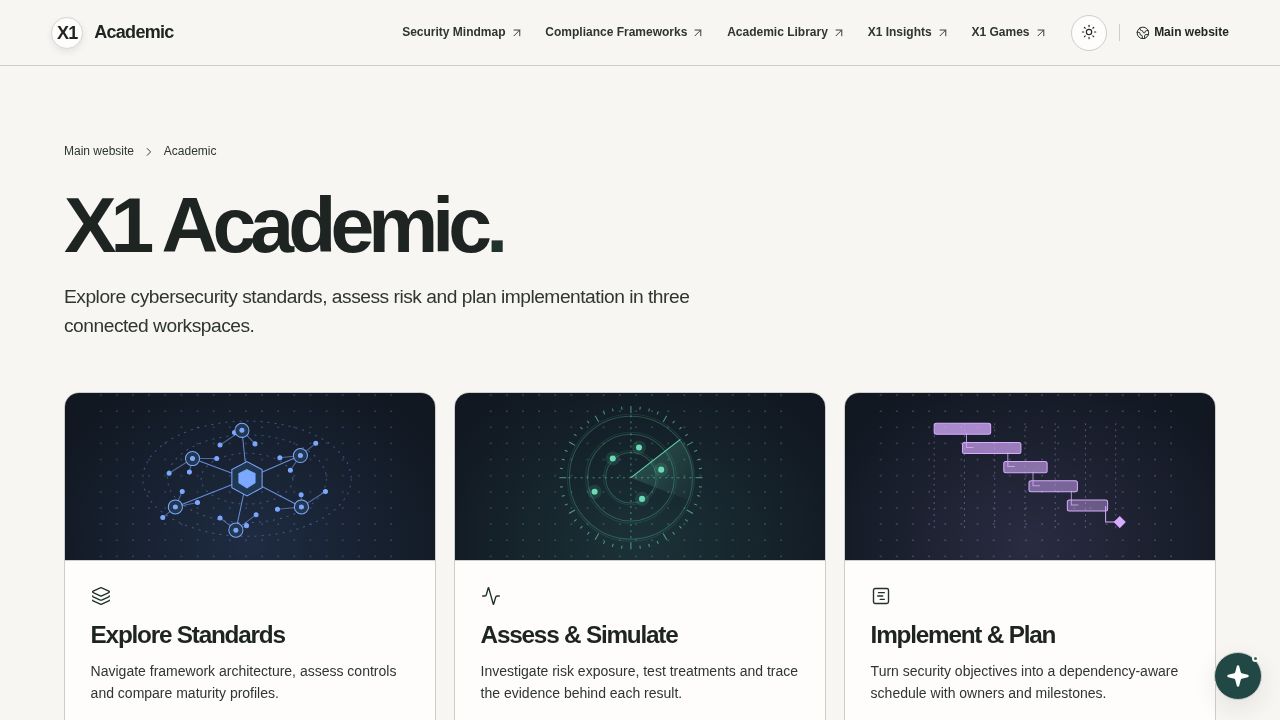 X1 Academic
Security Mindmap
Compliance Frameworks
Academic Library
X1 Insights
X1 Games
Main website
Main website
Academic
X1 Academic.
Explore cybersecurity standards, assess risk and plan implementation in three
connected workspaces.
Explore Standards
Navigate framework architecture, assess controls
and compare maturity profiles.
Assess & Simulate
Investigate risk exposure, test treatments and trace
the evidence behind each result.
Implement & Plan
Turn security objectives into a dependency-aware
schedule with owners and milestones.